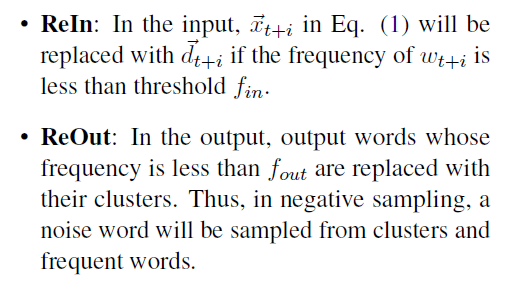 • ReIn: In the input, $\vec{x}_{t+i}$ in Eq. (1) will be
replaced with $\vec{d}_{t+i}$ if the frequency of $w_{t+i}$ is
less than threshold $f_{in}$.
• ReOut: In the output, output words whose
frequency is less than $f_{out}$ are replaced with
their clusters. Thus, in negative sampling, a
noise word will be sampled from clusters and
frequent words.